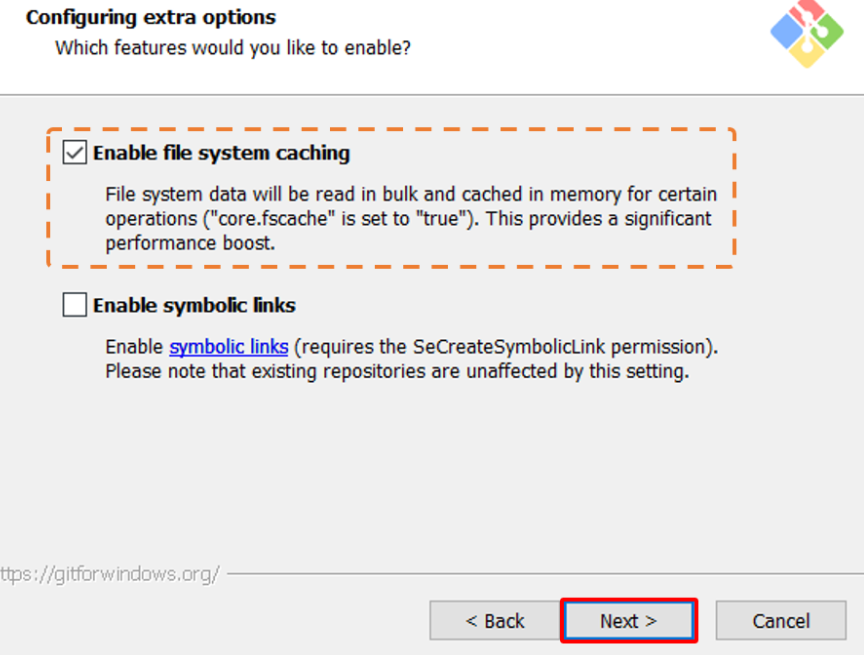 Configuring extra options
Which features would you like to enable?
Enable file system caching
File system data will be read in bulk and cached in memory for certain
operations ("core.fscache" is set to "true"). This provides a significant
performance boost.
Enable symbolic links
Enable symbolic links (requires the SeCreateSymbolicLink permission).
Please note that existing repositories are unaffected by this setting.
ttps://gitforwindows.org/
< Back
Next >
Cancel